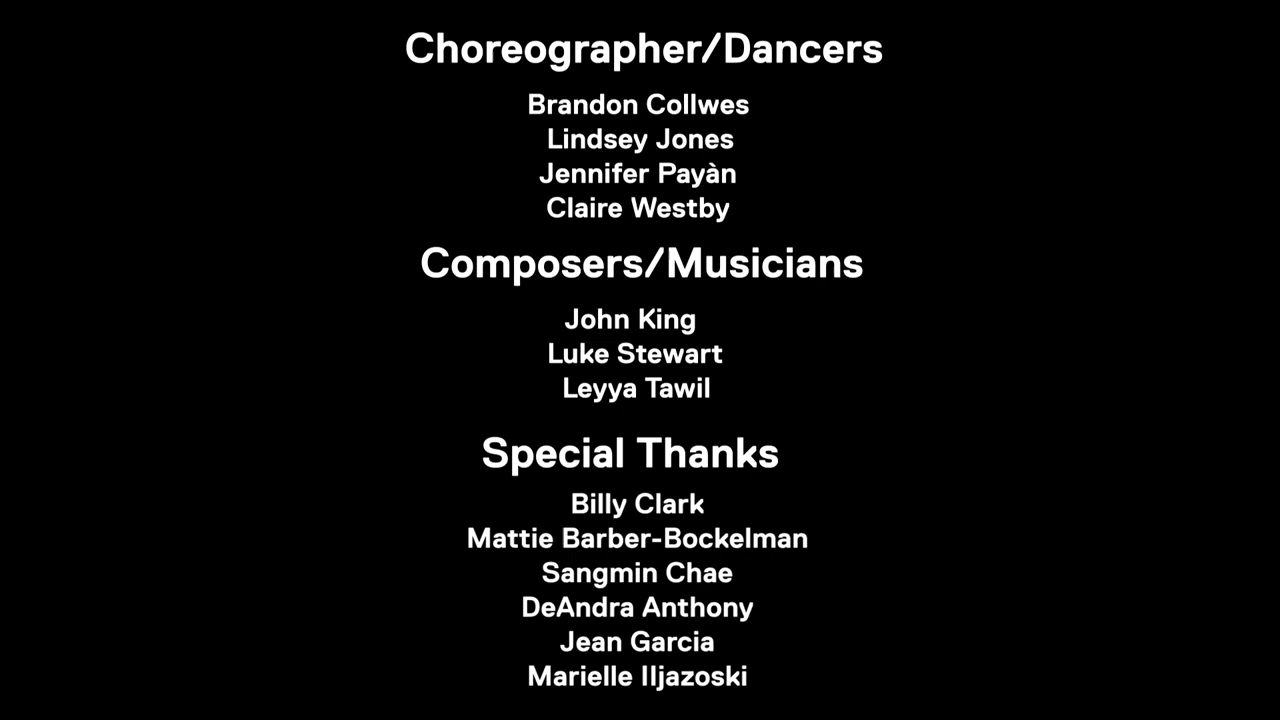 Choreographer/Dancers
Brandon Collwes
Lindsey Jones
Jennifer Payàn
Claire Westby
Composers/Musicians
John King
Luke Stewart
Leyya Tawil
Special Thanks
Billy Clark
Mattie Barber-Bockelman
Sangmin Chae
DeAndra Anthony
Jean Garcia
Marielle Iljazoski